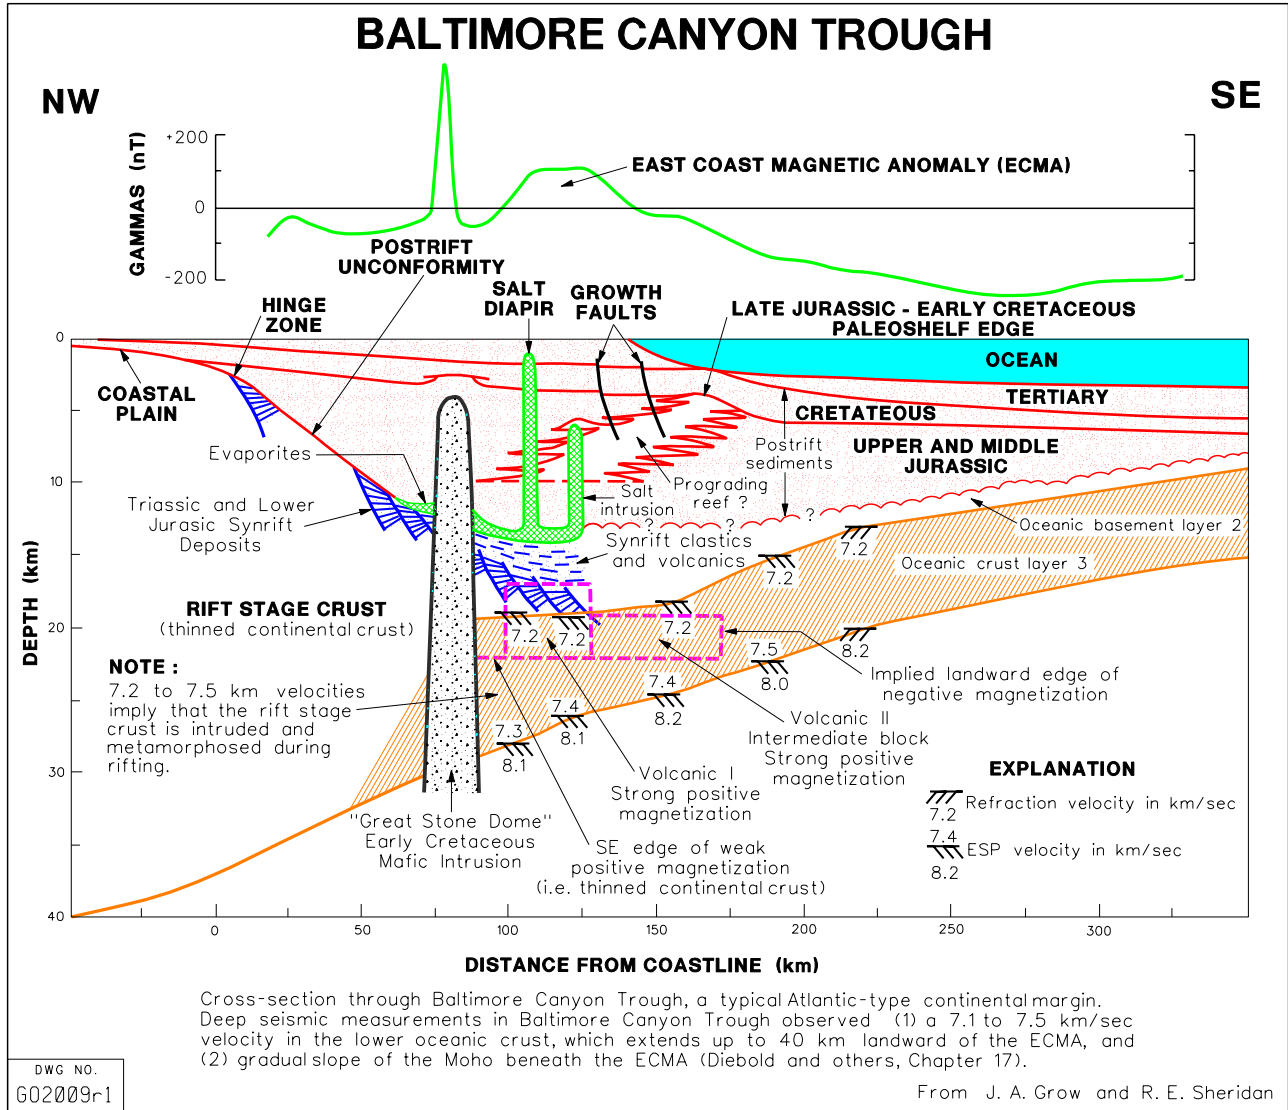 BALTIMORE CANYON TROUGH
NW
SE
GAMMAS (nT)
+200
0
-200
EAST COAST MAGNETIC ANOMALY (ECMA)
POSTRIFT
UNCONFORMITY
HINGE
ZONE
SALT
DIAPIR
GROWTH
FAULTS
LATE JURASSIC - EARLY CRETACEOUS
PALEOSHELF EDGE
COASTAL
PLAIN
OCEAN
TERTIARY
CRETATEOUS
UPPER AND MIDDLE
JURASSIC
Postrift
sediments
Evaporites
Triassic and Lower
Jurasic Synrift
Deposits
Salt
intrusion
Prograding
reef ?
? ? ? ?
Synrift clastics
and volcanics
Oceanic basement layer 2
Oceanic crust layer 3
RIFT STAGE CRUST
(thinned continental crust)
NOTE :
7.2 to 7.5 km velocities
imply that the rift stage
crust is intruded and
metamorphosed during
rifting.
7.2
7.2
7.2
7.2
7.2
7.3
8.1
7.4
8.1
7.4
8.2
7.5
8.0
8.2
Implied landward edge of
negative magnetization
Volcanic II
Intermediate block
Strong positive
magnetization
Volcanic I
Strong positive
magnetization
SE edge of weak
positive magnetization
(i.e. thinned continental crust)
"Great Stone Dome"
Early Cretaceous
Mafic Intrusion
EXPLANATION
Refraction velocity in km/sec
7.2
7.4
ESP velocity in km/sec
8.2
DEPTH (km)
0
10
20
30
40
0 50 100 150 200 250 300
DISTANCE FROM COASTLINE (km)
Cross-section through Baltimore Canyon Trough, a typical Atlantic-type continental margin.
Deep seismic measurements in Baltimore Canyon Trough observed (1) a 7.1 to 7.5 km/sec
velocity in the lower oceanic crust, which extends up to 40 km landward of the ECMA, and
(2) gradual slope of the Moho beneath the ECMA (Diebold and others, Chapter 17).
DWG NO.
GO2009r1
From J. A. Grow and R. E. Sheridan